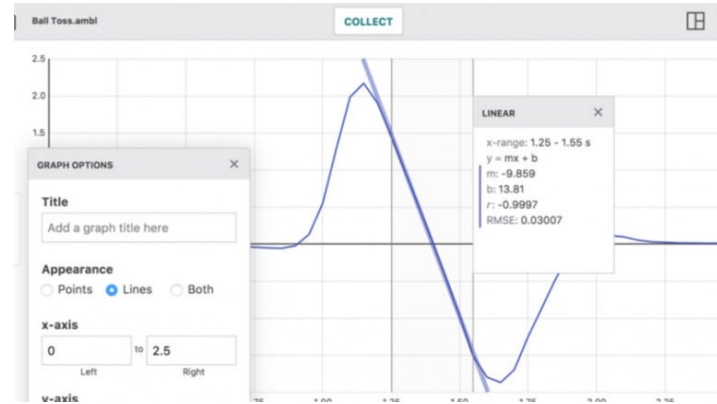 Ball Toss.ambl
COLLECT
2.5
2.0
1.5
LINEAR
x-range: 1.25 - 1.55 s
y = mx + b
m: -9.859
b: 13.81
r: -0.9997
RMSE: 0.03007
GRAPH OPTIONS
Title
Add a graph title here
Appearance
Points Lines Both
x-axis
0 to 2.5
Left Right
y-axis
.75 1.00 1.25 1.50 1.75 2.00 2.25